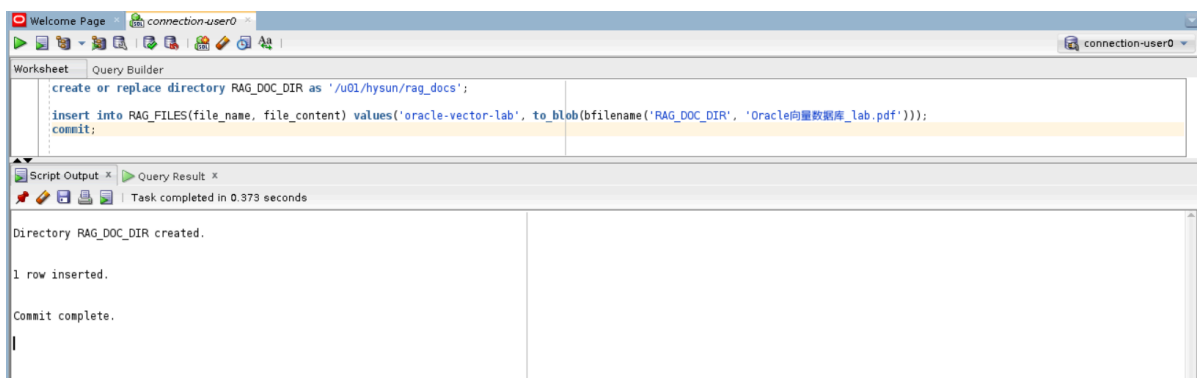 Welcome Page
connection-user0
connection-user0
Worksheet Query Builder
create or replace directory RAG_DOC_DIR as '/u01/hysun/rag_docs';
insert into RAG_FILES(file_name, file_content) values('oracle-vector-lab', to_blob(bfilename('RAG_DOC_DIR', 'Oracle向量数据库_lab.pdf')));
commit;
Script Output x Query Result x
Task completed in 0.373 seconds
Directory RAG_DOC_DIR created.
1 row inserted.
Commit complete.